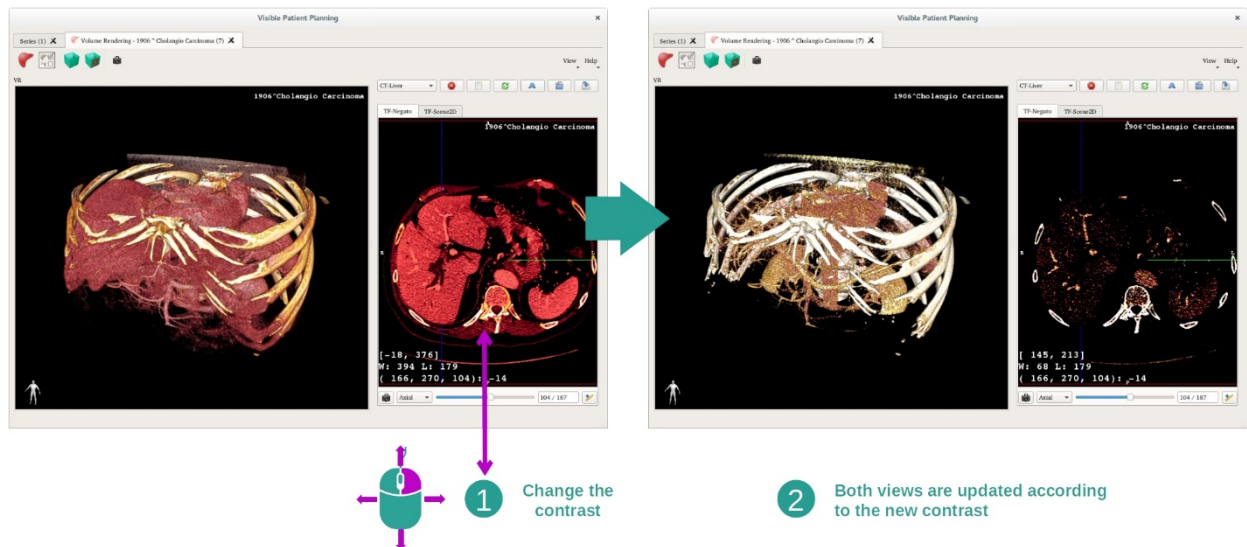 Visible Patient Planning
Series (1)
Volume Rendering - 1906 ^ Cholangio Carcinoma (7)
View Help
VR
1906^Cholangio Carcinoma
CT-Liver
TF-Negato TF-Scene2D
1906^Cholangio Carcinoma
R
L
[-18, 376]
W: 394 L: 179
( 166, 270, 104): -14
Axial
104 / 187
Visible Patient Planning
Series (1)
Volume Rendering - 1906 ^ Cholangio Carcinoma (7)
View Help
VR
1906^Cholangio Carcinoma
CT-Liver
TF-Negato TF-Scene2D
1906^Cholangio Carcinoma
R
L
[ 145, 213]
W: 68 L: 179
( 166, 270, 104): -14
Axial
104 / 187
1
Change the
contrast
2
Both views are updated according
to the new contrast